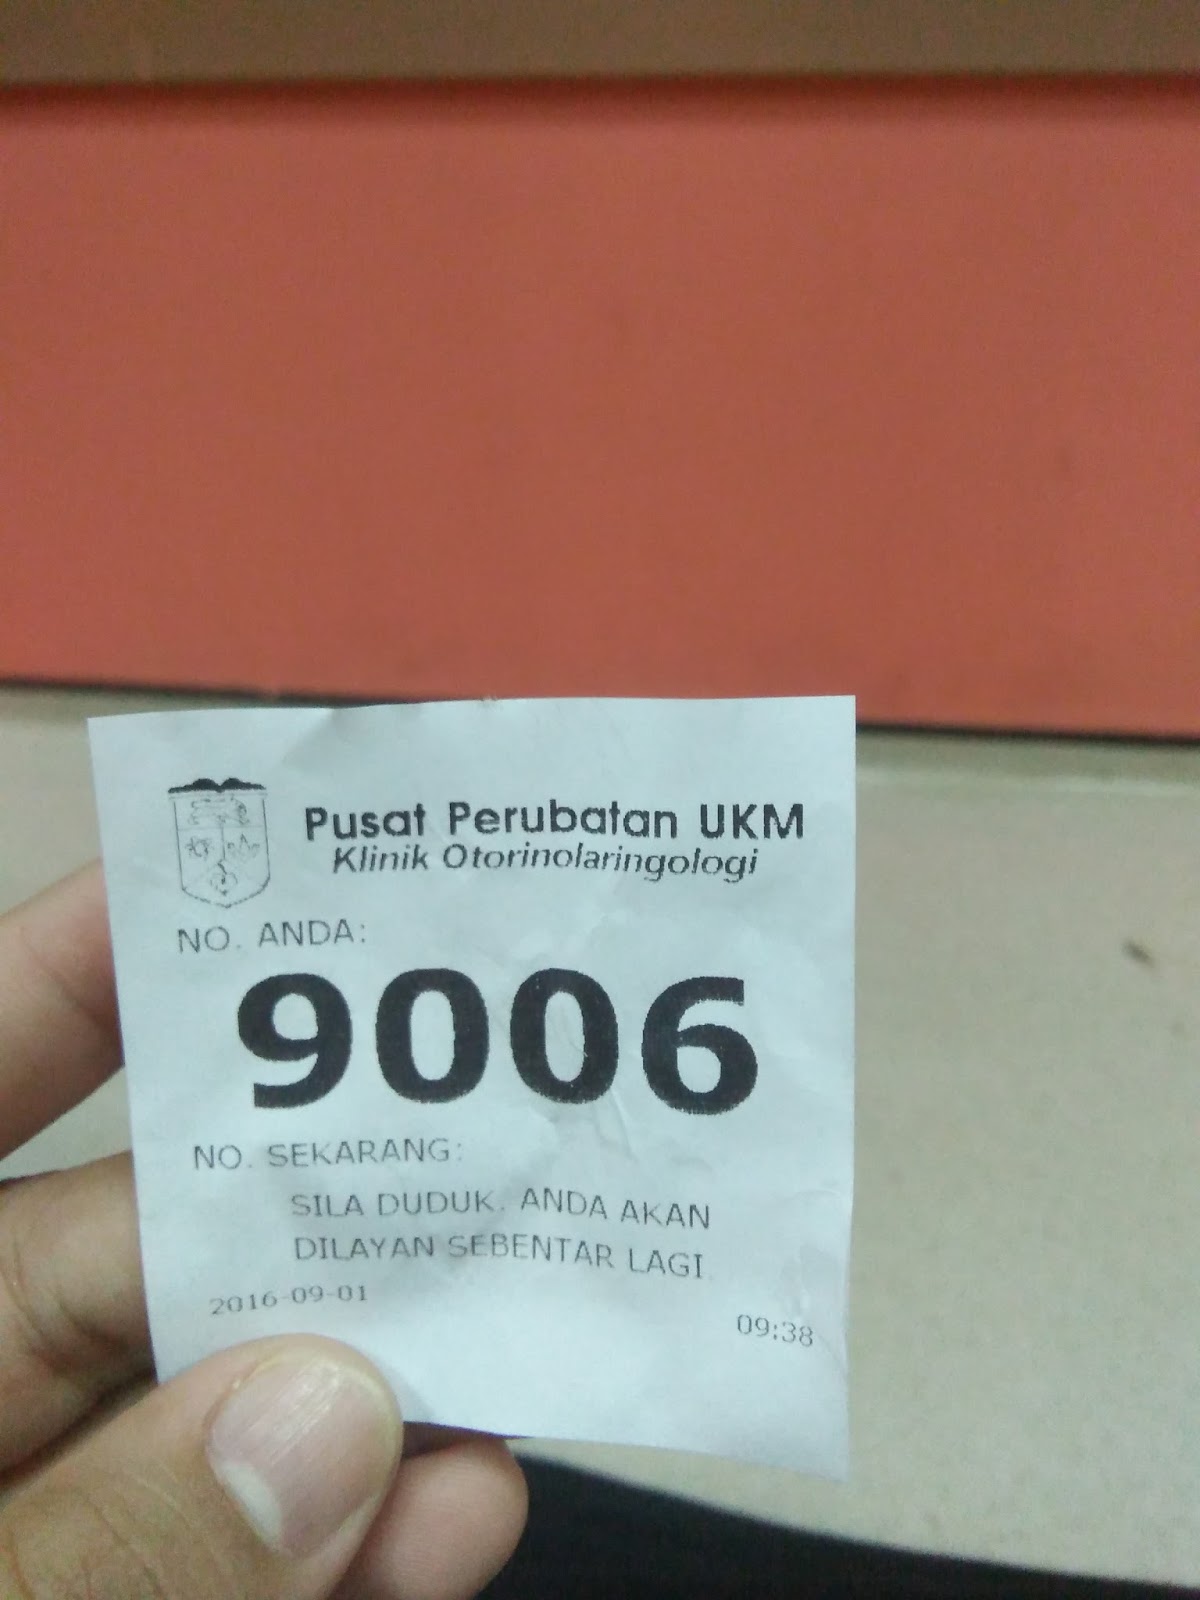 Pusat Perubatan UKM
Klinik Otorinolaringologi
NO. ANDA:
9006
NO. SEKARANG:
SILA DUDUK. ANDA AKAN
DILAYAN SEBENTAR LAGI
2016-09-01
09:38